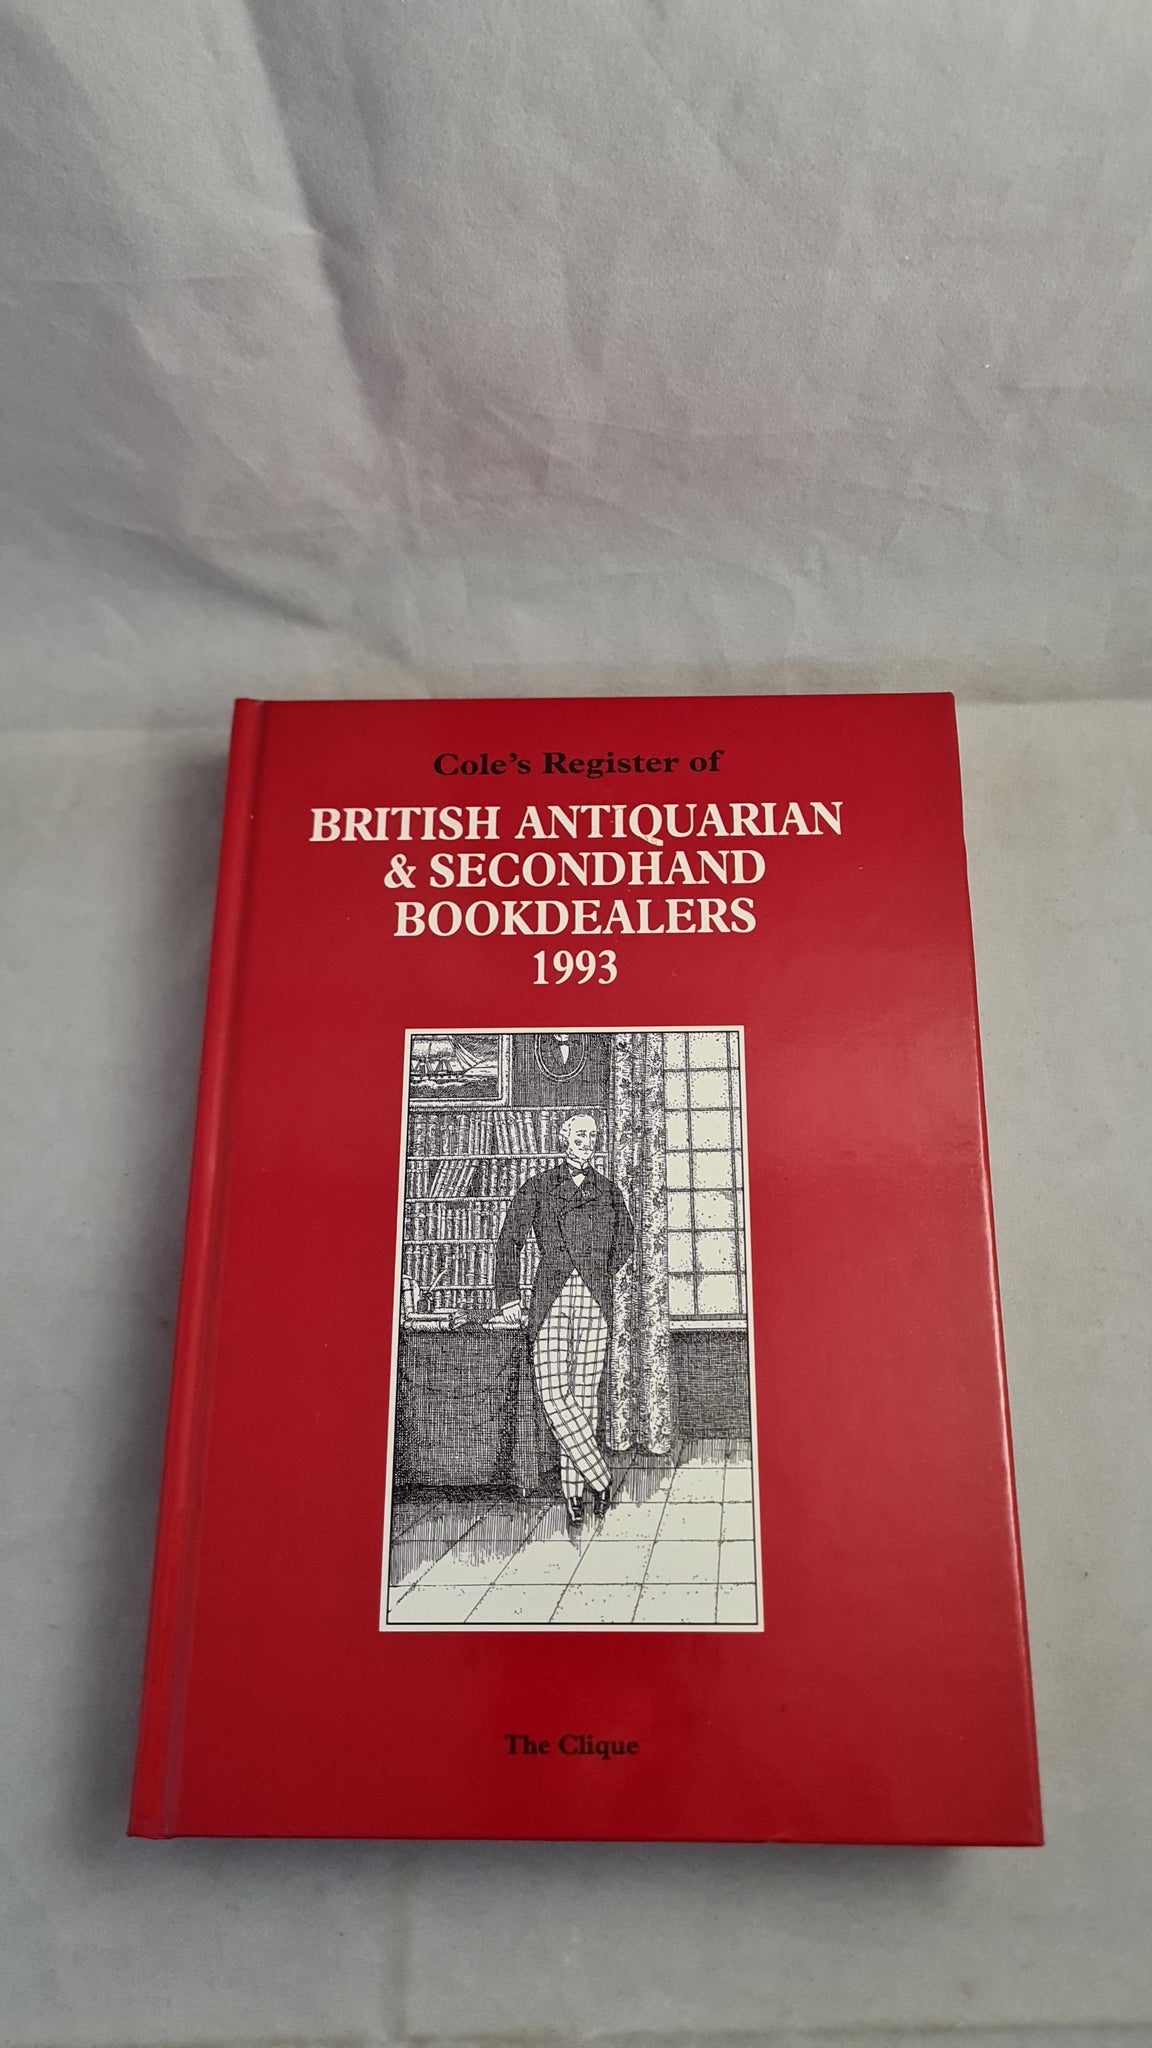 Cole's Register of
BRITISH ANTIQUARIAN
& SECONDHAND
BOOKDEALERS
1993
The Clique